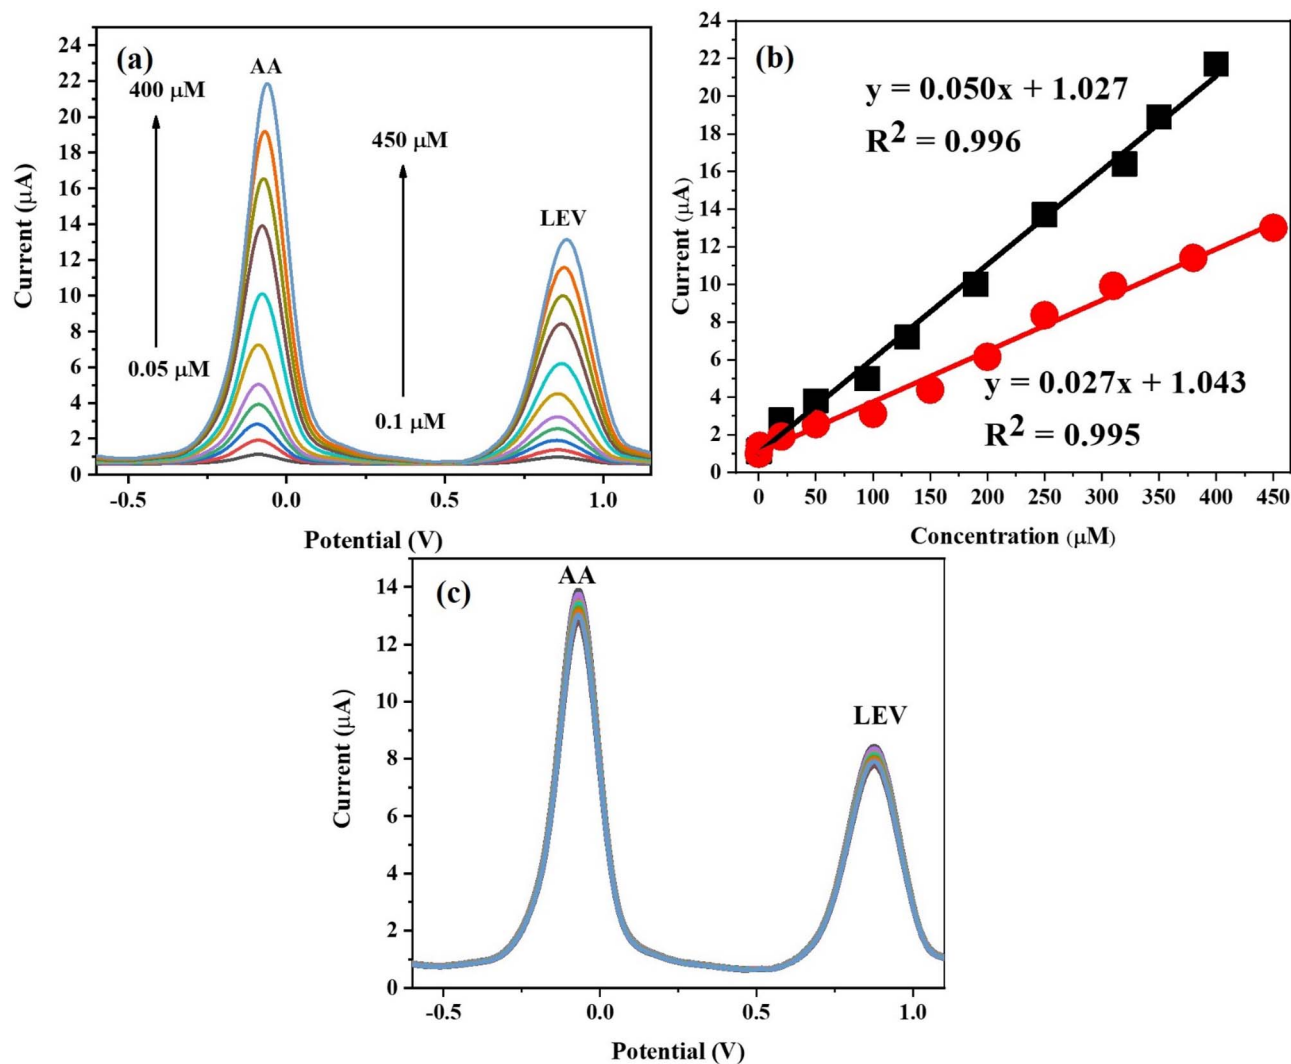 (a)
AA
400 μM
0.05 μM
450 μM
0.1 μM
LEV
24
22
20
18
16
14
12
10
8
6
4
2
0
-0.5
0.0
0.5
1.0
Current (μA)
Potential (V)
(b)
y = 0.050x + 1.027
R² = 0.996
y = 0.027x + 1.043
R² = 0.995
24
22
20
18
16
14
12
10
8
6
4
2
0
0
50
100
150
200
250
300
350
400
450
Current (μA)
Concentration (μM)
(c)
AA
LEV
14
12
10
8
6
4
2
0
-0.5
0.0
0.5
1.0
Current (μA)
Potential (V)